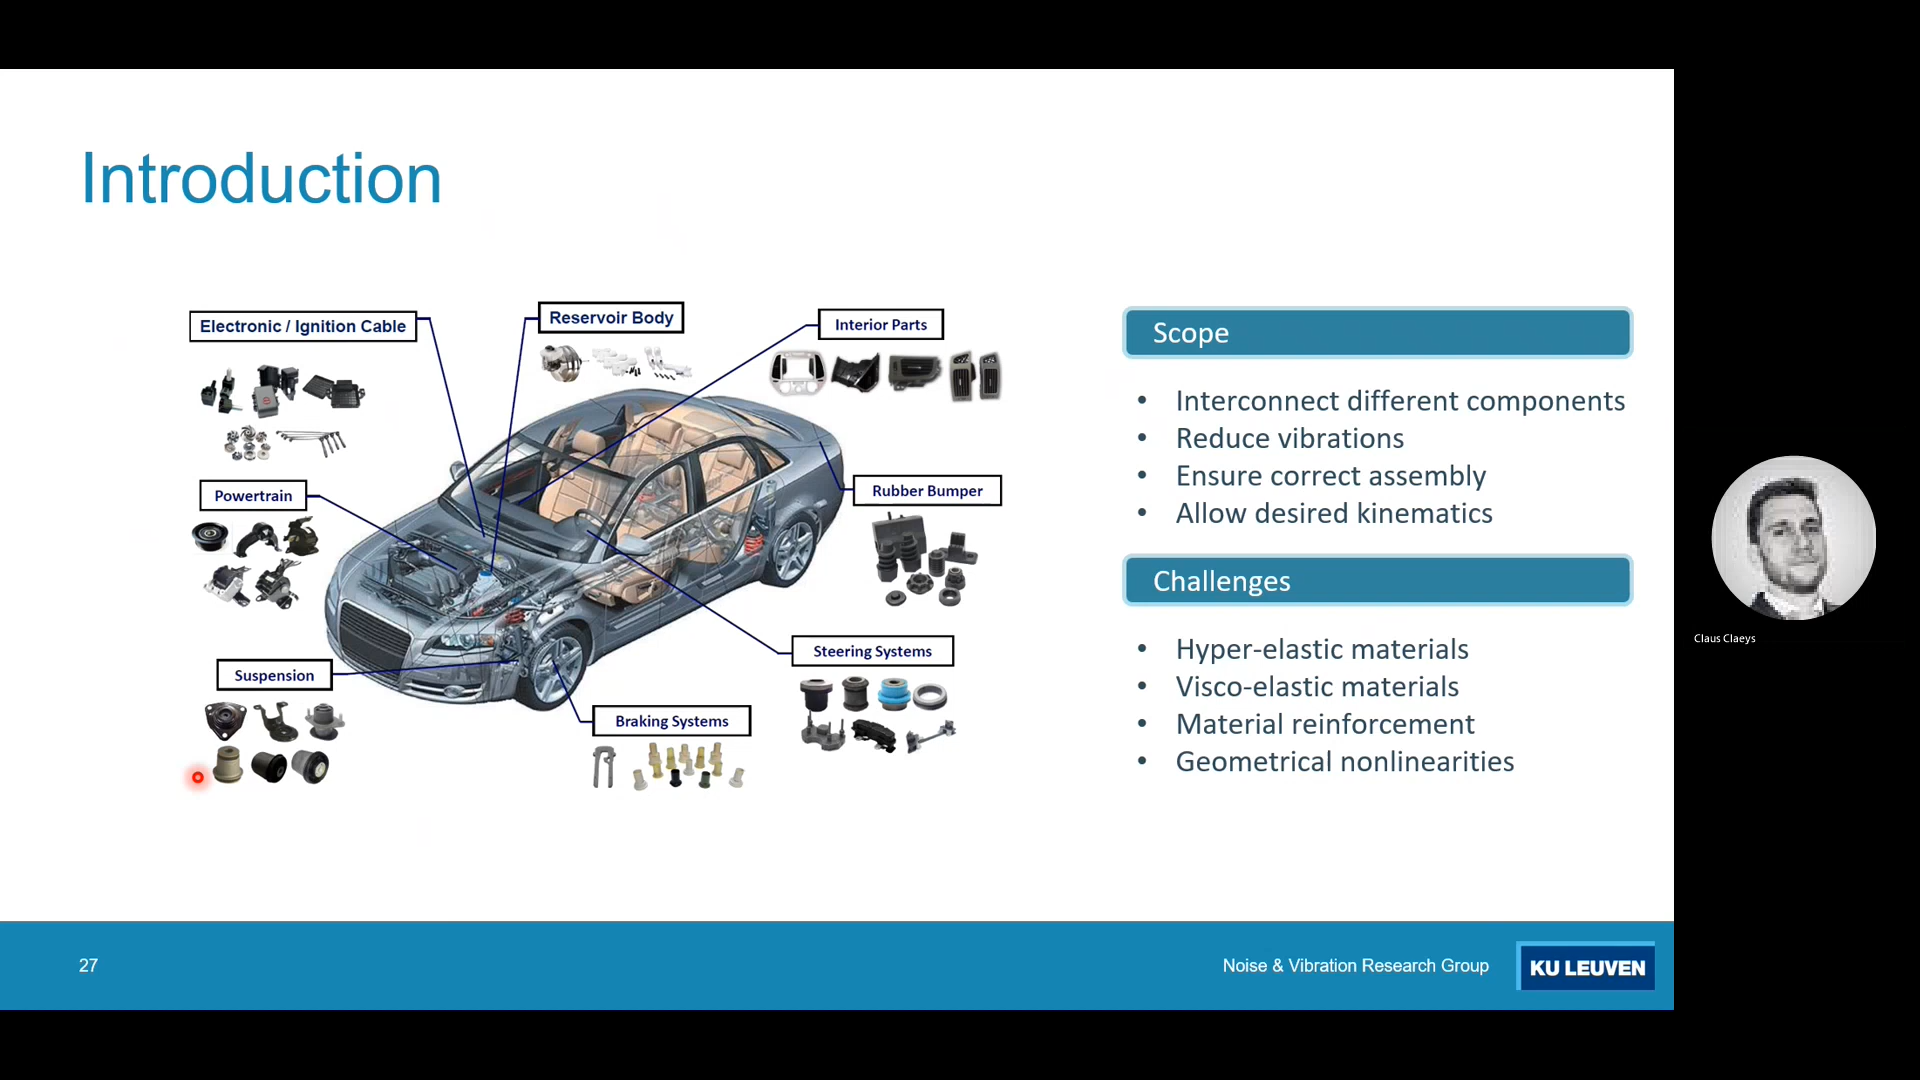 Introduction
Electronic / Ignition Cable
Reservoir Body
Interior Parts
Powertrain
Rubber Bumper
Suspension
Steering Systems
Braking Systems
Scope
• Interconnect different components
• Reduce vibrations
• Ensure correct assembly
• Allow desired kinematics
Challenges
• Hyper-elastic materials
• Visco-elastic materials
• Material reinforcement
• Geometrical nonlinearities
Claus Claeys
27
Noise & Vibration Research Group
KU LEUVEN